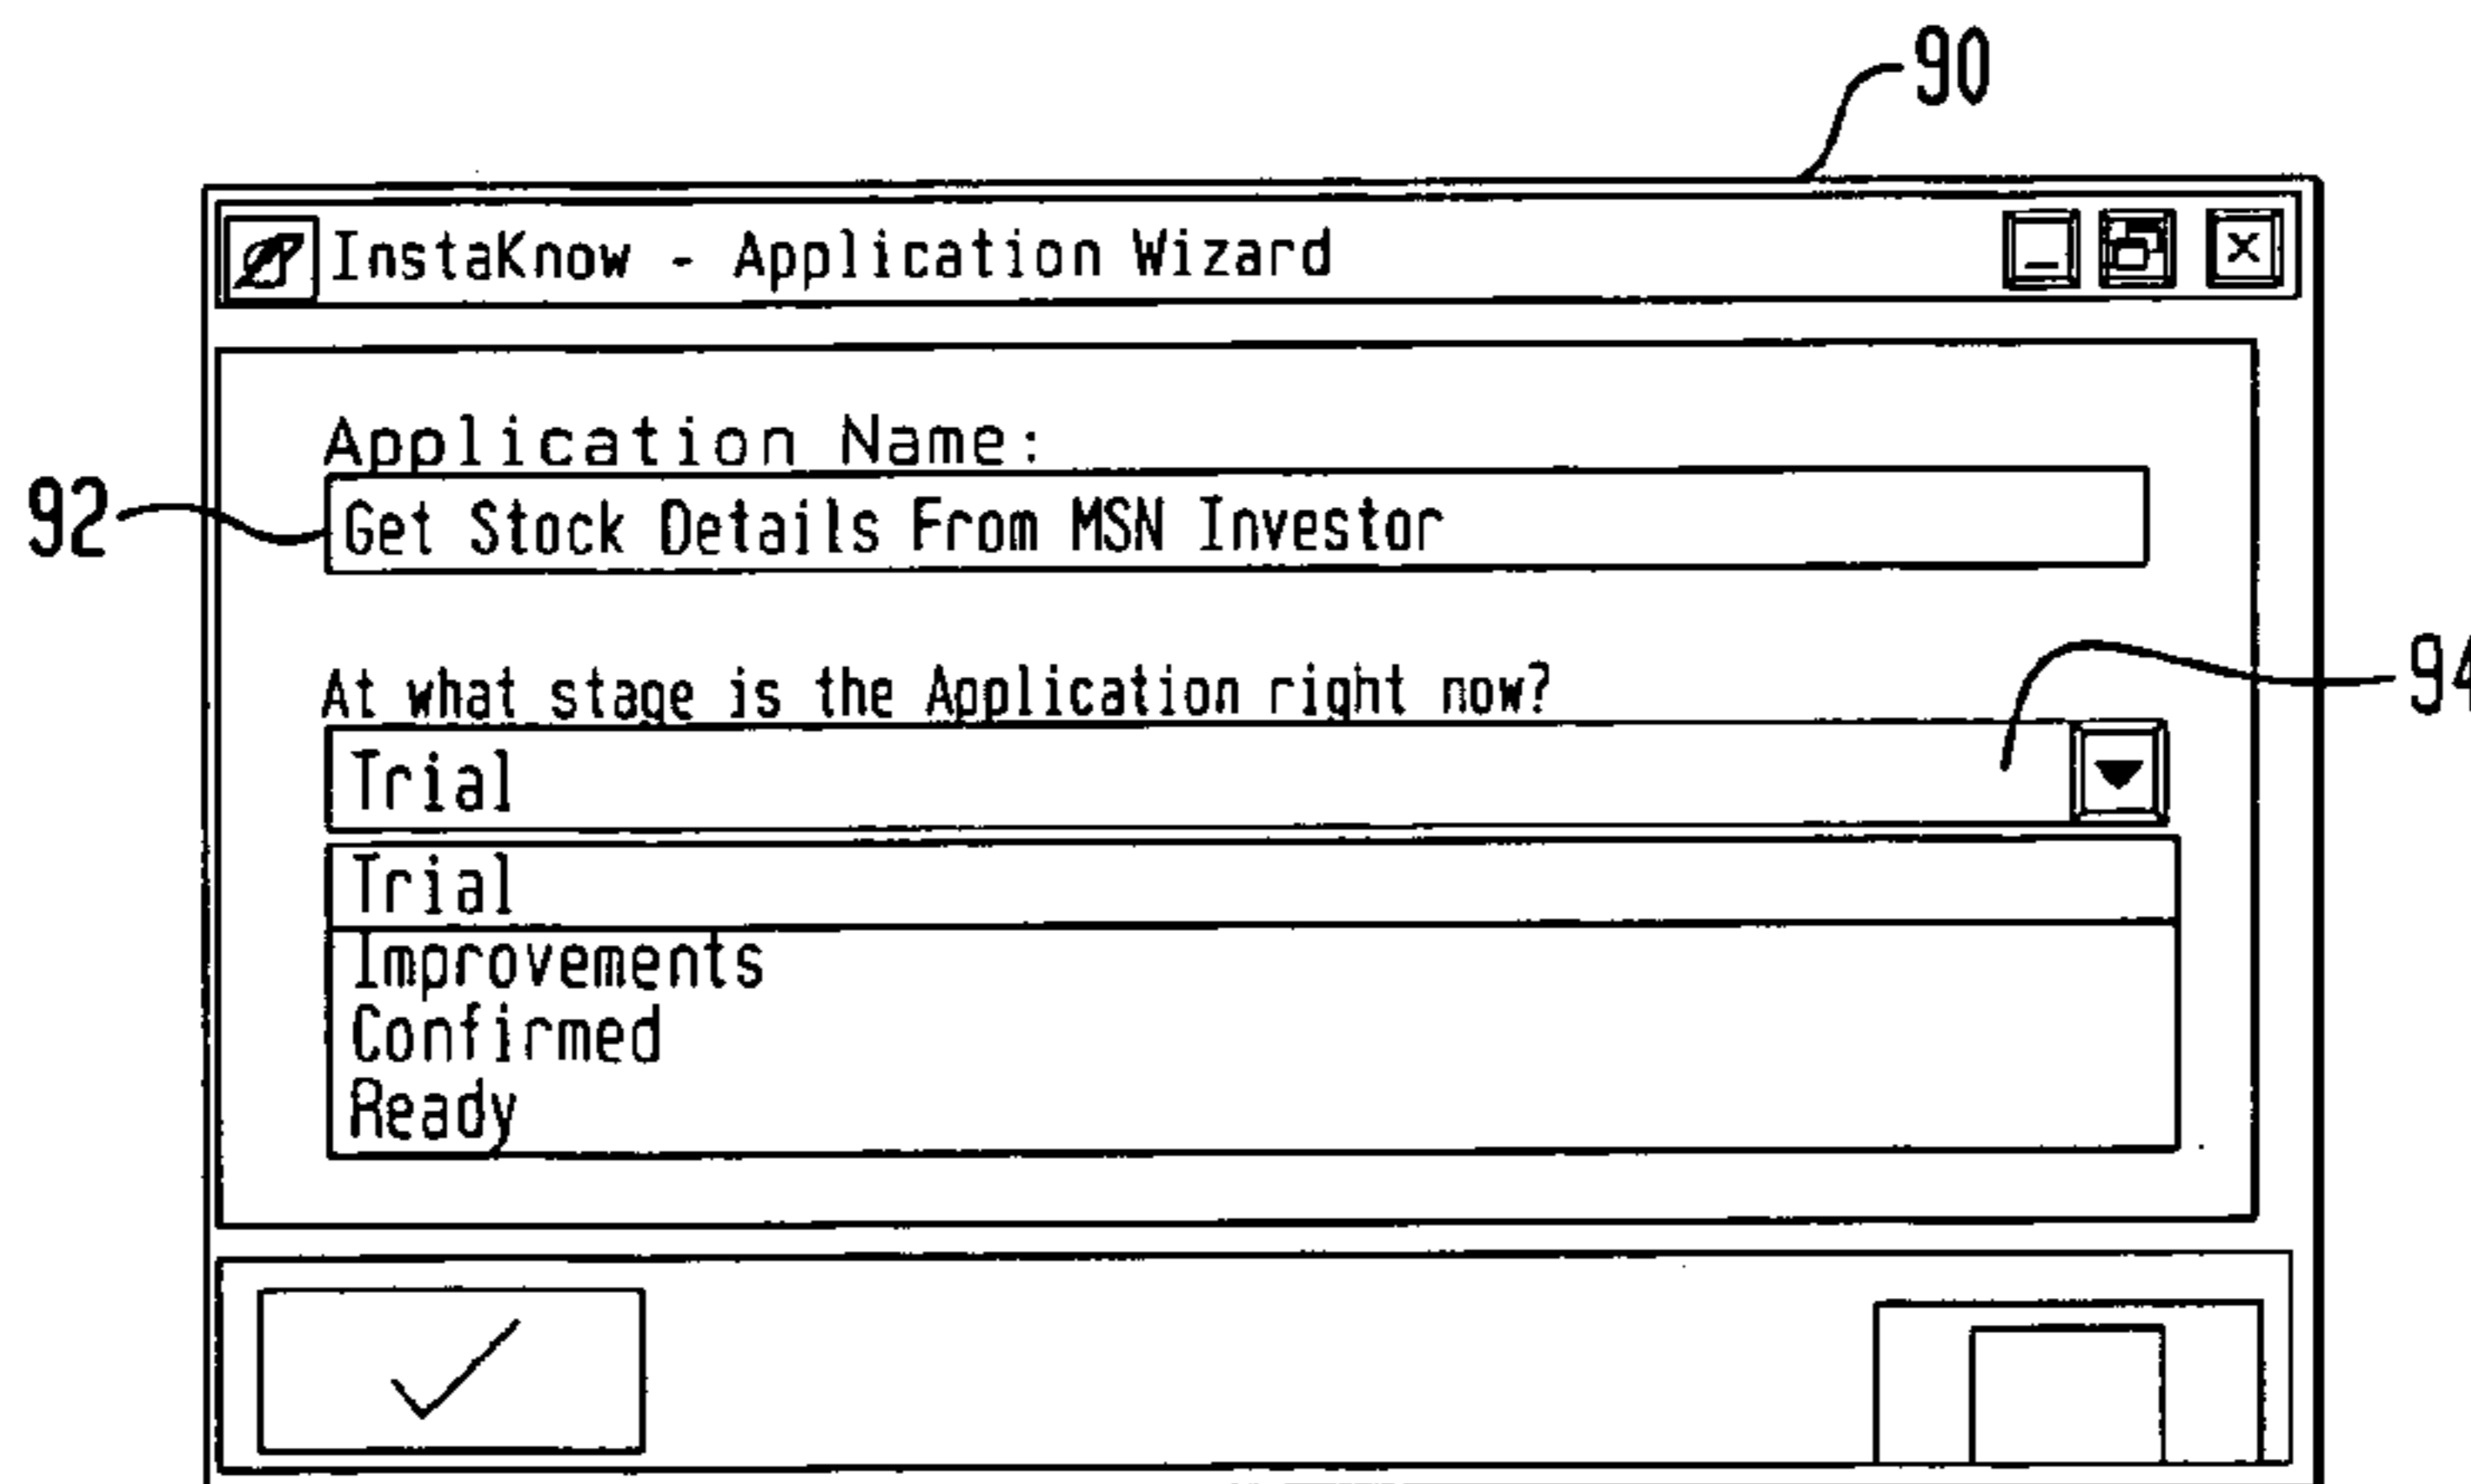 90
InstaKnow - Application Wizard
Application Name:
92
Get Stock Details From MSN Investor
At what stage is the Application right now?
94
Trial
Trial
Improvements
Confirmed
Ready